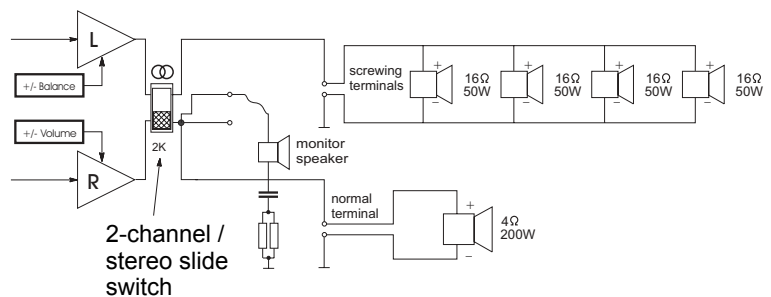 L
+/- Balance
+/- Volume
R
2K
2-channel /
stereo slide
switch
monitor
speaker
screwing
terminals
+
–
16Ω
50W
+
–
16Ω
50W
+
–
16Ω
50W
+
–
16Ω
50W
normal
terminal
+
–
4Ω
200W